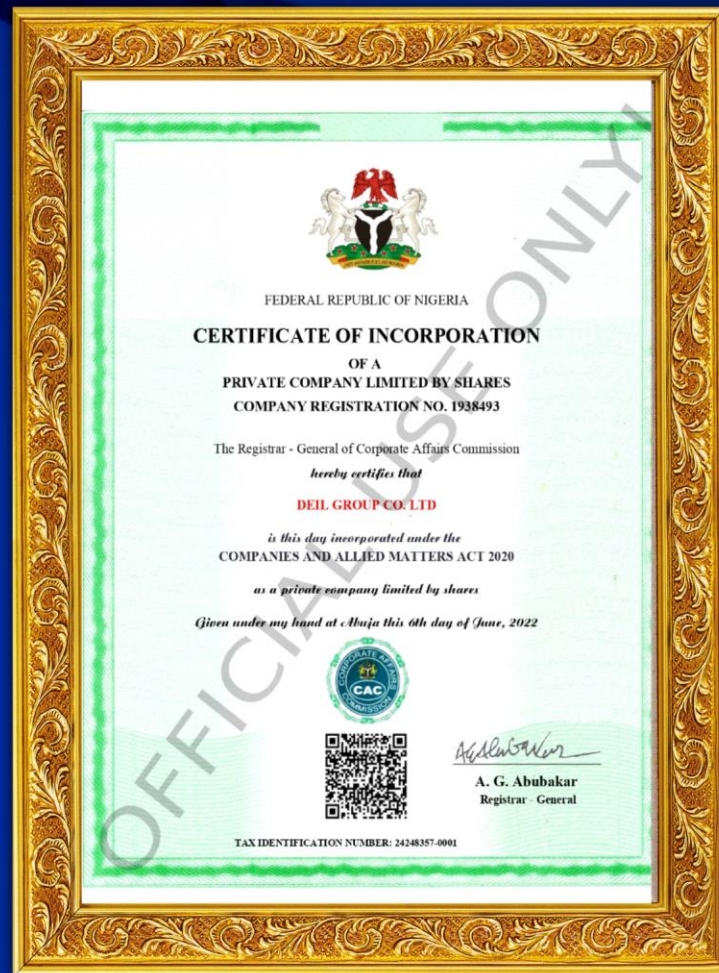 FEDERAL REPUBLIC OF NIGERIA
CERTIFICATE OF INCORPORATION
OF A
PRIVATE COMPANY LIMITED BY SHARES
COMPANY REGISTRATION NO. 1938493
The Registrar - General of Corporate Affairs Commission
hereby certifies that
DEIL GROUP CO. LTD
is this day incorporated under the
COMPANIES AND ALLIED MATTERS ACT 2020
as a private company limited by shares
Given under my hand at Abuja this 6th day of June, 2022
CORPORATE AFFAIRS
CAC
COMMISSION
A. G. Abubakar
Registrar - General
TAX IDENTIFICATION NUMBER: 24248357-0001
OFFICIAL USE ONLY!